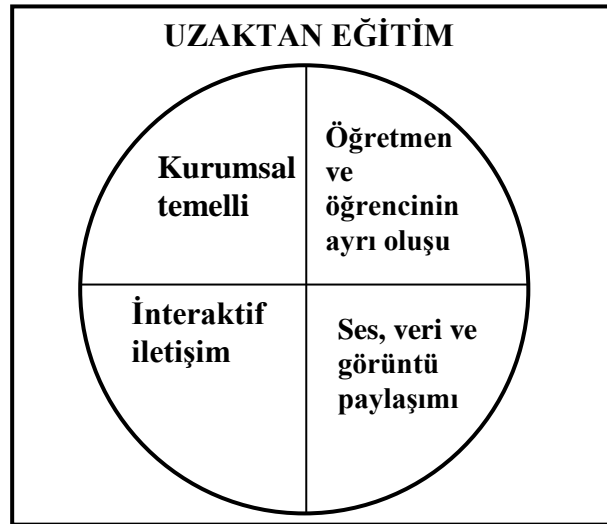 UZAKTAN EĞİTİM
Kurumsal
temelli
Öğretmen
ve
öğrencinin
ayrı oluşu
İnteraktif
iletişim
Ses, veri ve
görüntü
paylaşımı